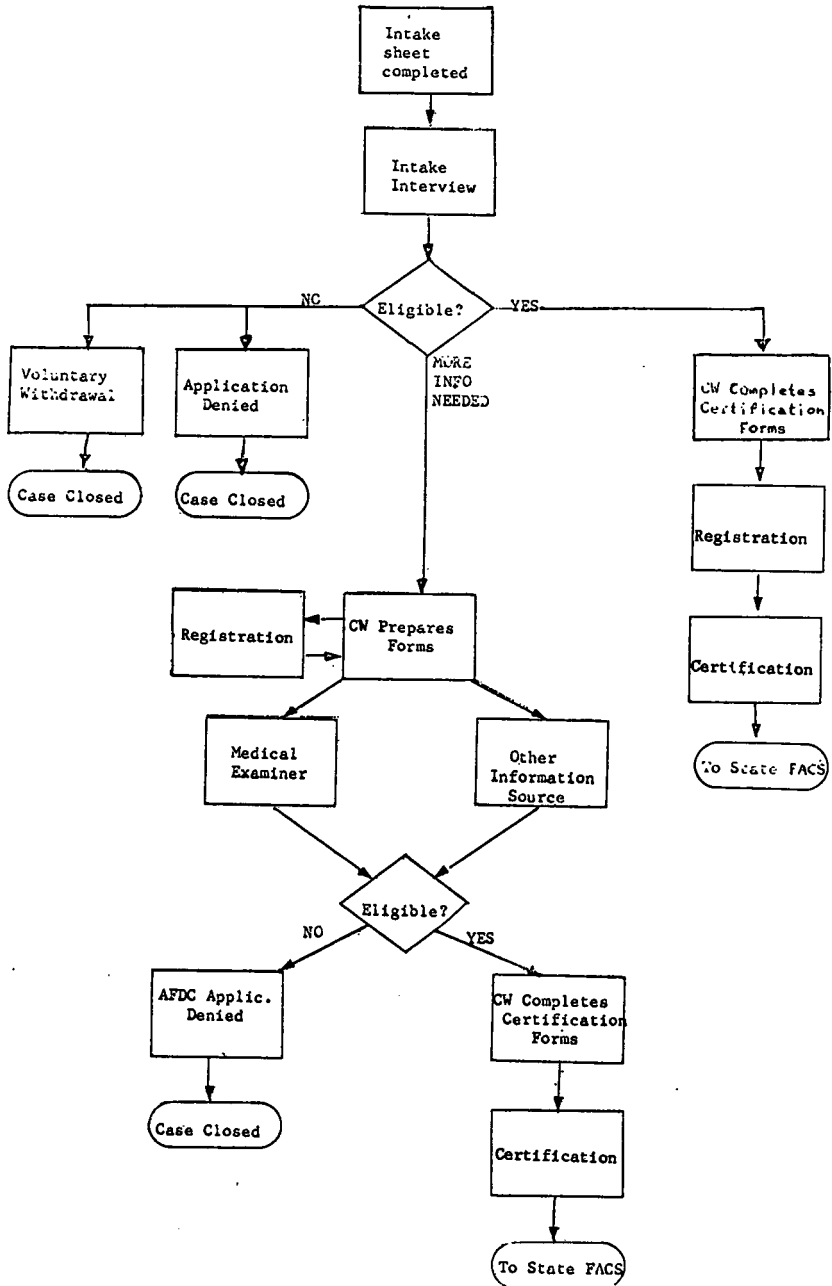 Intake
sheet
completed
Intake
Interview
Eligible?
NC
YES
MORE
INFO
NEEDED
Voluntary
Withdrawal
Application
Denied
CW Completes
Certification
Forms
Case Closed
Case Closed
Registration
Registration
CW Prepares
Forms
Certification
To State FACS
Medical
Examiner
Other
Information
Source
Eligible?
NO
YES
AFDC Applic.
Denied
CW Completes
Certification
Forms
Case Closed
Certification
To State FACS